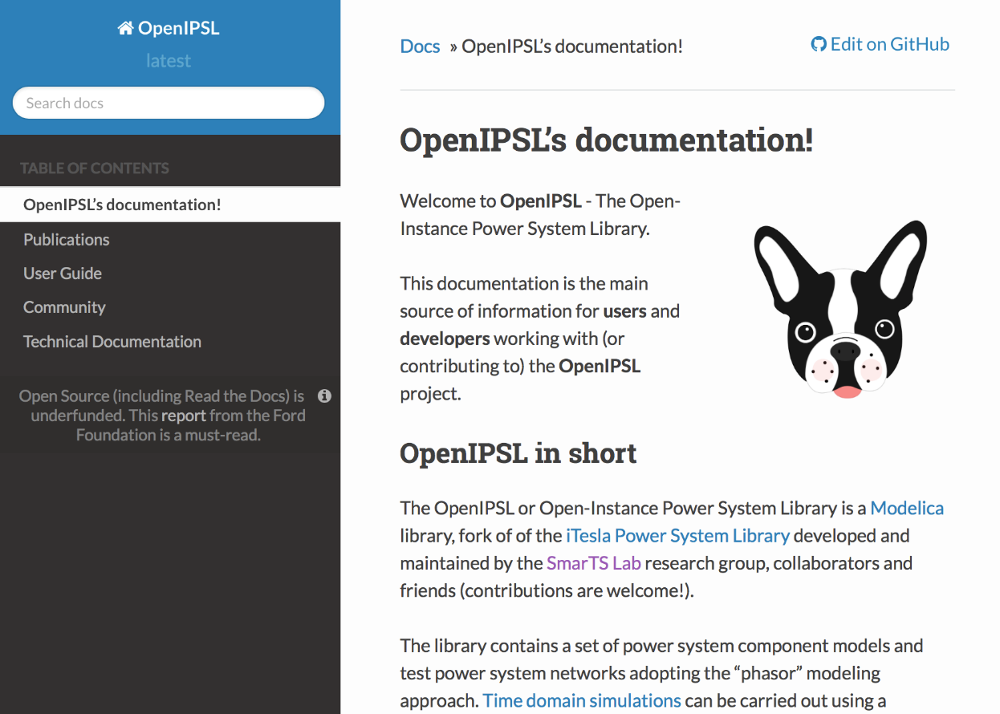 OpenIPSL
latest
Search docs
TABLE OF CONTENTS
OpenIPSL’s documentation!
Publications
User Guide
Community
Technical Documentation
Open Source (including Read the Docs) is
underfunded. This report from the Ford
Foundation is a must-read.
Docs » OpenIPSL’s documentation!
Edit on GitHub
OpenIPSL’s documentation!
Welcome to OpenIPSL - The Open-
Instance Power System Library.
This documentation is the main
source of information for users and
developers working with (or
contributing to) the OpenIPSL
project.
OpenIPSL in short
The OpenIPSL or Open-Instance Power System Library is a Modelica
library, fork of of the iTesla Power System Library developed and
maintained by the SmarTS Lab research group, collaborators and
friends (contributions are welcome!).
The library contains a set of power system component models and
test power system networks adopting the “phasor” modeling
approach. Time domain simulations can be carried out using a